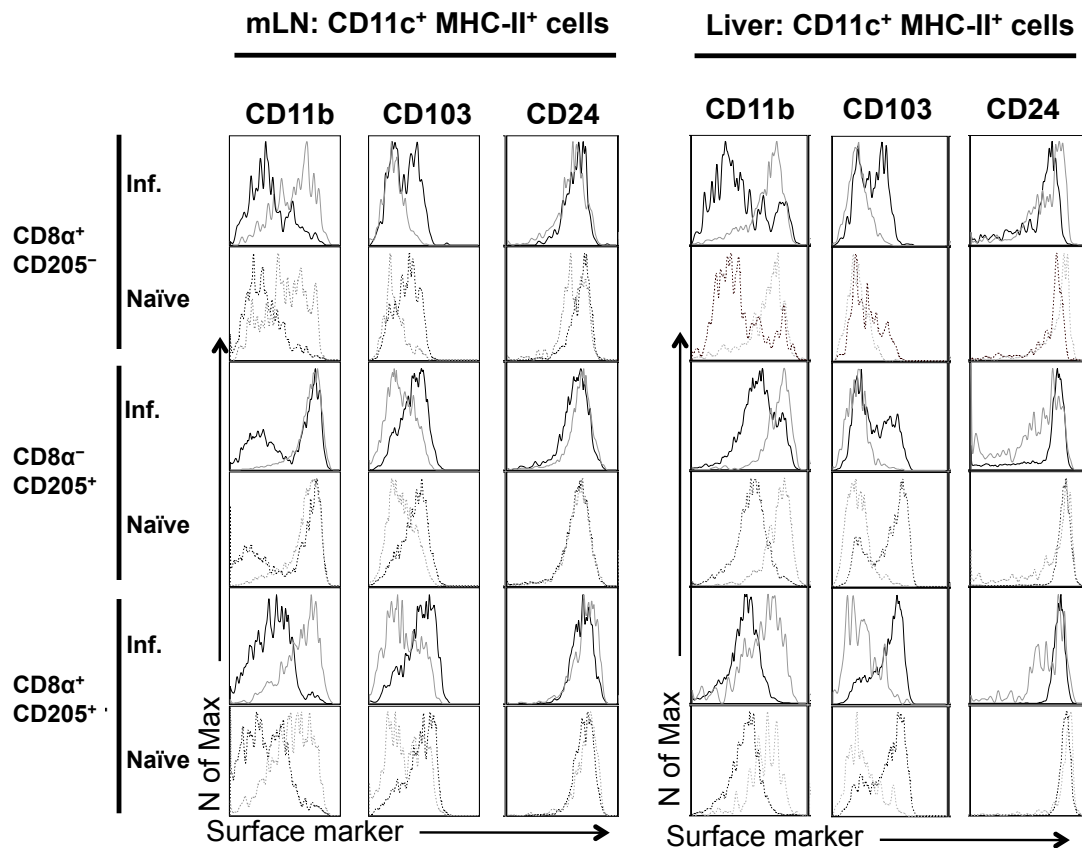 mLN: CD11c⁺ MHC-II⁺ cells
Liver: CD11c⁺ MHC-II⁺ cells
CD11b CD103 CD24
CD11b CD103 CD24
CD8α⁺
CD205⁻
Inf.
Naïve
CD8α⁻
CD205⁺
Inf.
Naïve
CD8α⁺
CD205⁺
Inf.
Naïve
N of Max
N of Max
Surface marker
Surface marker